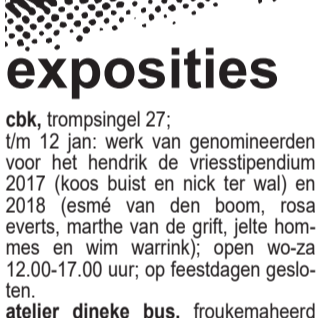 exposities
cbk, trompsingel 27;
t/m 12 jan: werk van genomineerden
voor het hendrik de vriesstipendium
2017 (koos buist en nick ter wal) en
2018 (esmé van den boom, rosa
everts, marthe van de grift, jelte hom-
mes en wim warrink); open wo-za
12.00-17.00 uur; op feestdagen geslo-
ten.
atelier dineke bus, froukemaheerd